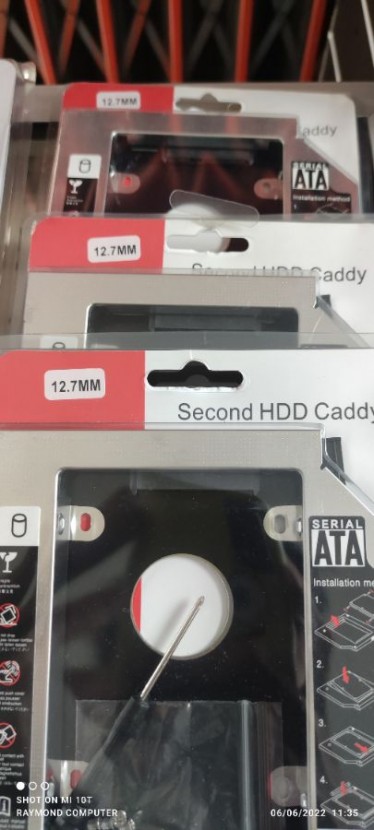 12.7MM
addy
SERIAL
ATA
Installation method
1.
12.7MM
Second HDD Caddy
12.7MM
Second HDD Caddy
SERIAL
ATA
Installation me
1.
2.
3.
4.
SHOT ON MI 10T
RAYMOND COMPUTER
06/06/2022 11:35